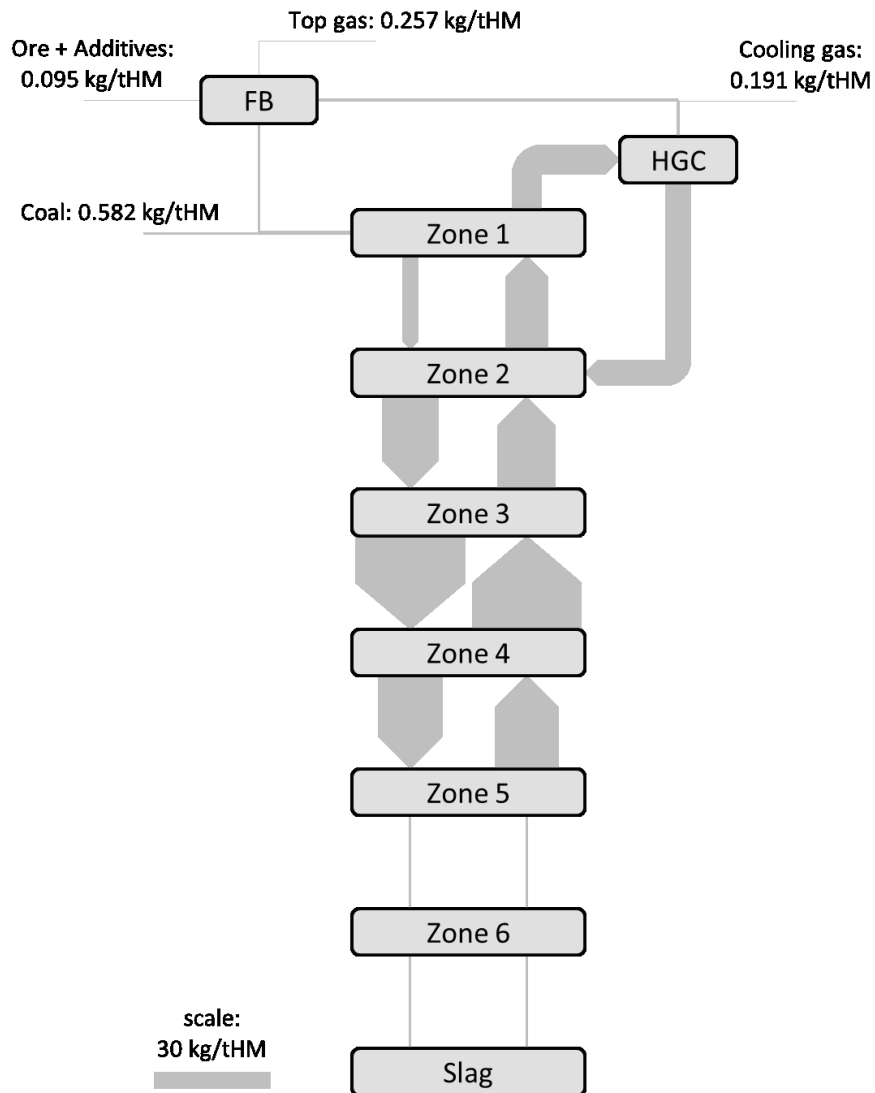 Top gas: 0.257 kg/tHM
Ore + Additives:
0.095 kg/tHM
Cooling gas:
0.191 kg/tHM
FB
HGC
Coal: 0.582 kg/tHM
Zone 1
Zone 2
Zone 3
Zone 4
Zone 5
Zone 6
scale:
30 kg/tHM
Slag